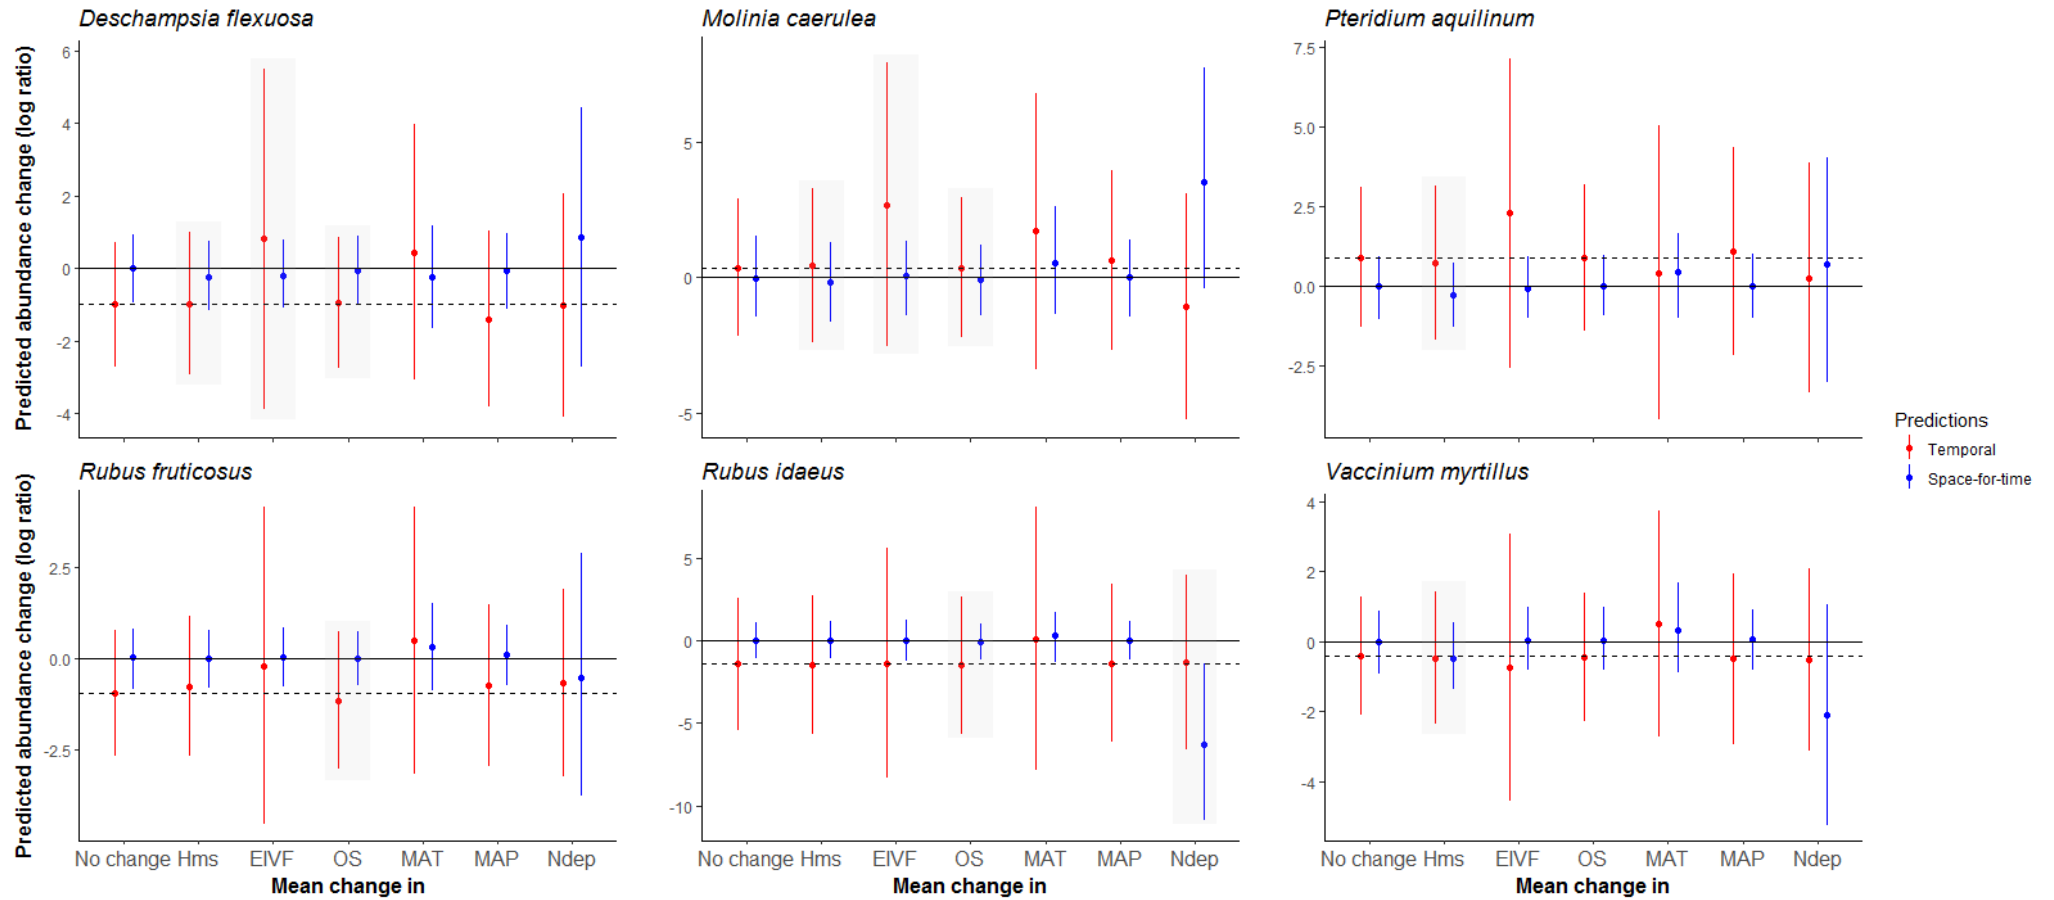 Deschampsia flexuosa
Molinia caerulea
Pteridium aquilinum
Predicted abundance change (log ratio)
6
4
2
0
-2
-4
5
0
-5
7.5
5.0
2.5
0.0
-2.5
Predictions
Temporal
Space-for-time
Rubus fruticosus
Rubus idaeus
Vaccinium myrtillus
Predicted abundance change (log ratio)
2.5
0.0
-2.5
5
0
-5
-10
4
2
0
-2
-4
No change Hms EIVF OS MAT MAP Ndep
No change Hms EIVF OS MAT MAP Ndep
No change Hms EIVF OS MAT MAP Ndep
Mean change in
Mean change in
Mean change in